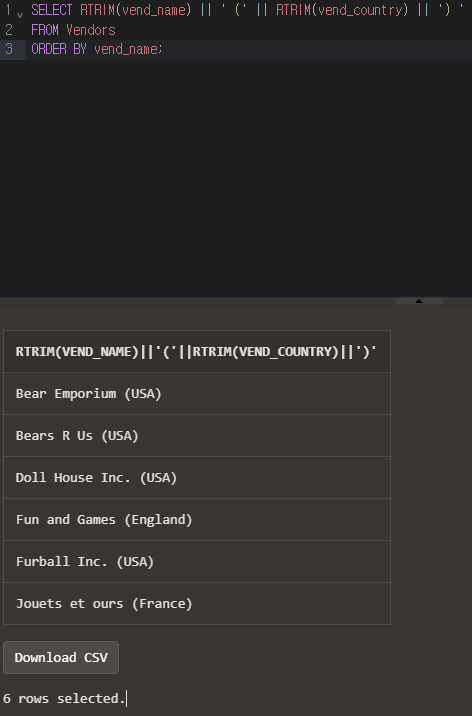 1 SELECT RTRIM(vend_name) || ' (' || RTRIM(vend_country) || ') '
2 FROM Vendors
3 ORDER BY vend_name;
RTRIM(VEND_NAME)||'('||RTRIM(VEND_COUNTRY)||')'
Bear Emporium (USA)
Bears R Us (USA)
Doll House Inc. (USA)
Fun and Games (England)
Furball Inc. (USA)
Jouets et ours (France)
Download CSV
6 rows selected.